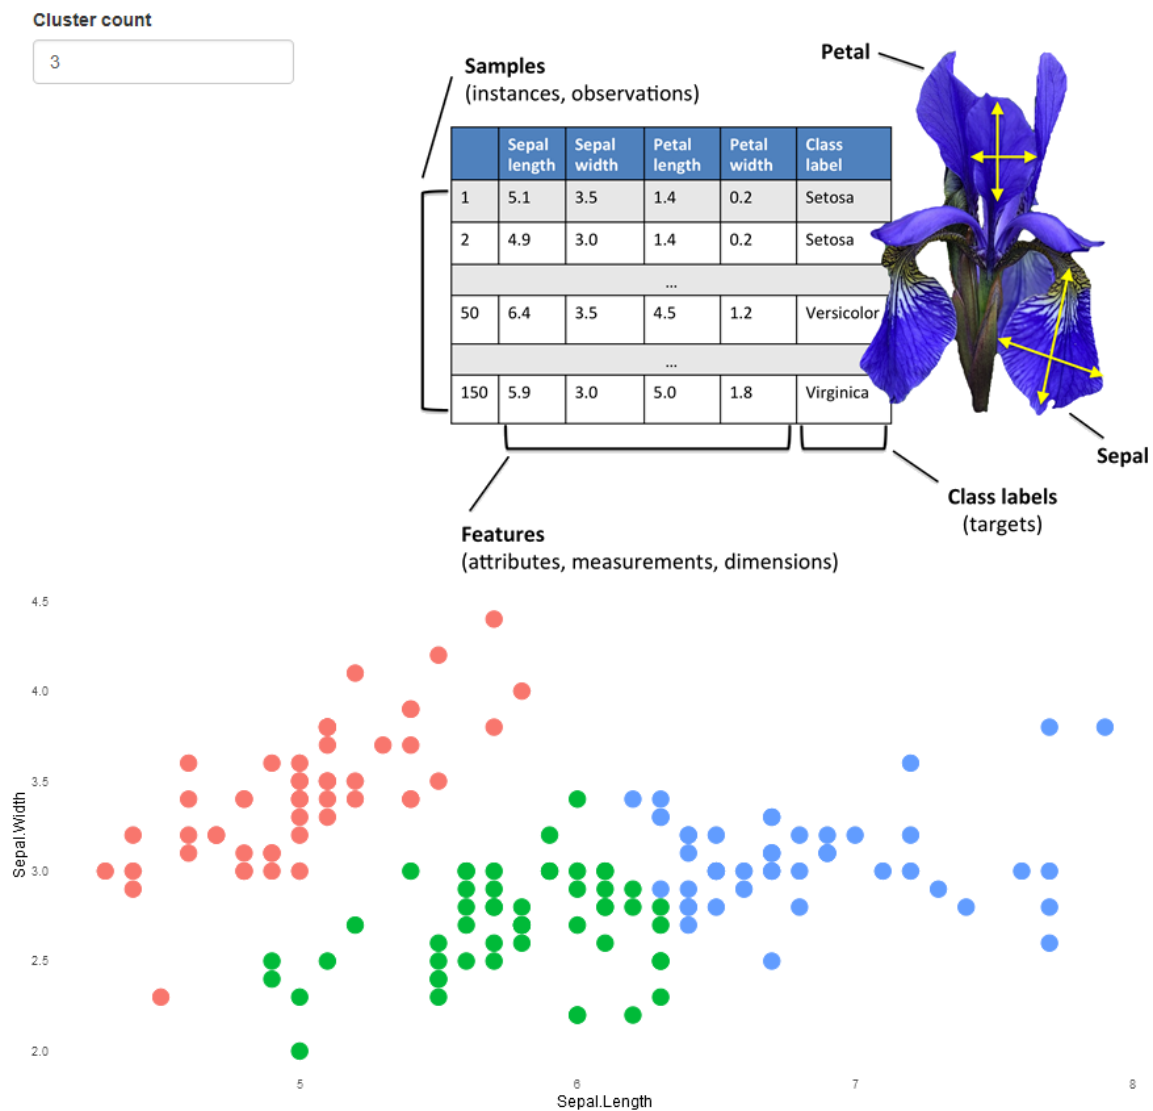 Cluster count
3
Samples
(instances, observations)
Petal
Sepal length Sepal width Petal length Petal width Class label
1 5.1 3.5 1.4 0.2 Setosa
2 4.9 3.0 1.4 0.2 Setosa
...
50 6.4 3.5 4.5 1.2 Versicolor
...
150 5.9 3.0 5.0 1.8 Virginica
Sepal
Class labels
(targets)
Features
(attributes, measurements, dimensions)
4.5
4.0
3.5
3.0
2.5
2.0
Sepal.Width
5 6 7 8
Sepal.Length